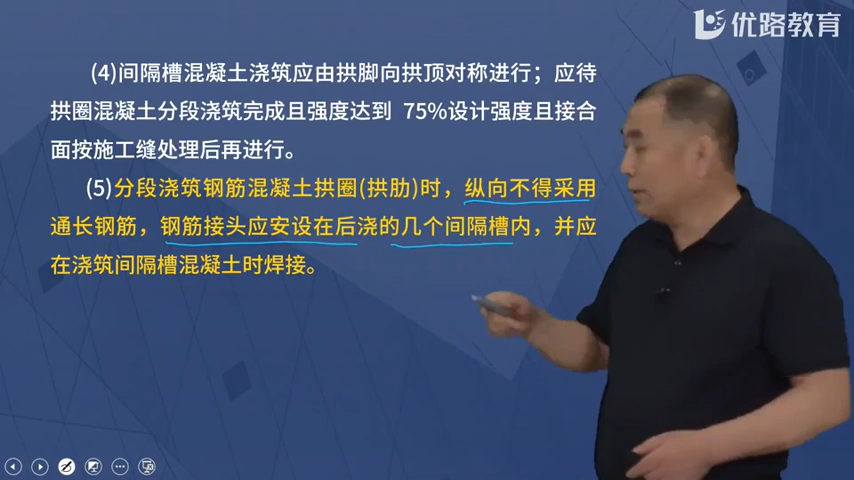 优路教育
(4)间隔槽混凝土浇筑应由拱脚向拱顶对称进行；应待
拱圈混凝土分段浇筑完成且强度达到 75%设计强度且接合
面按施工缝处理后再进行。
(5)分段浇筑钢筋混凝土拱圈(拱肋)时，纵向不得采用
通长钢筋，钢筋接头应安设在后浇的几个间隔槽内，并应
在浇筑间隔槽混凝土时焊接。